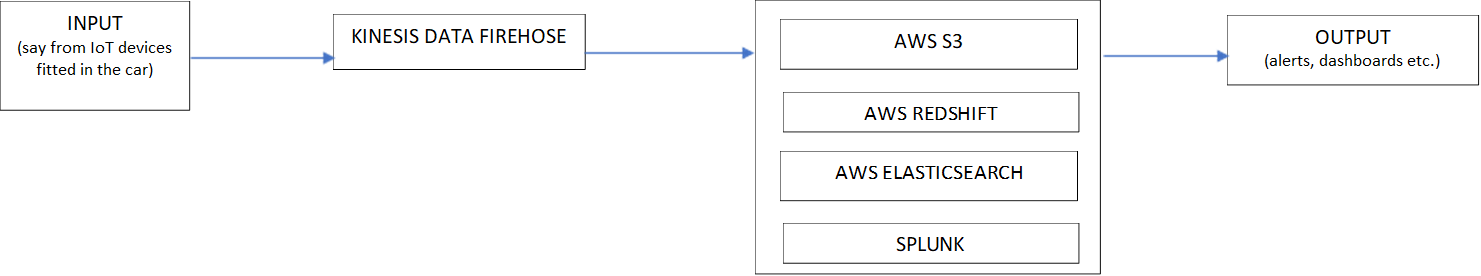 INPUT
(say from IoT devices
fitted in the car)
KINESIS DATA FIREHOSE
AWS S3
AWS REDSHIFT
AWS ELASTICSEARCH
SPLUNK
OUTPUT
(alerts, dashboards etc.)